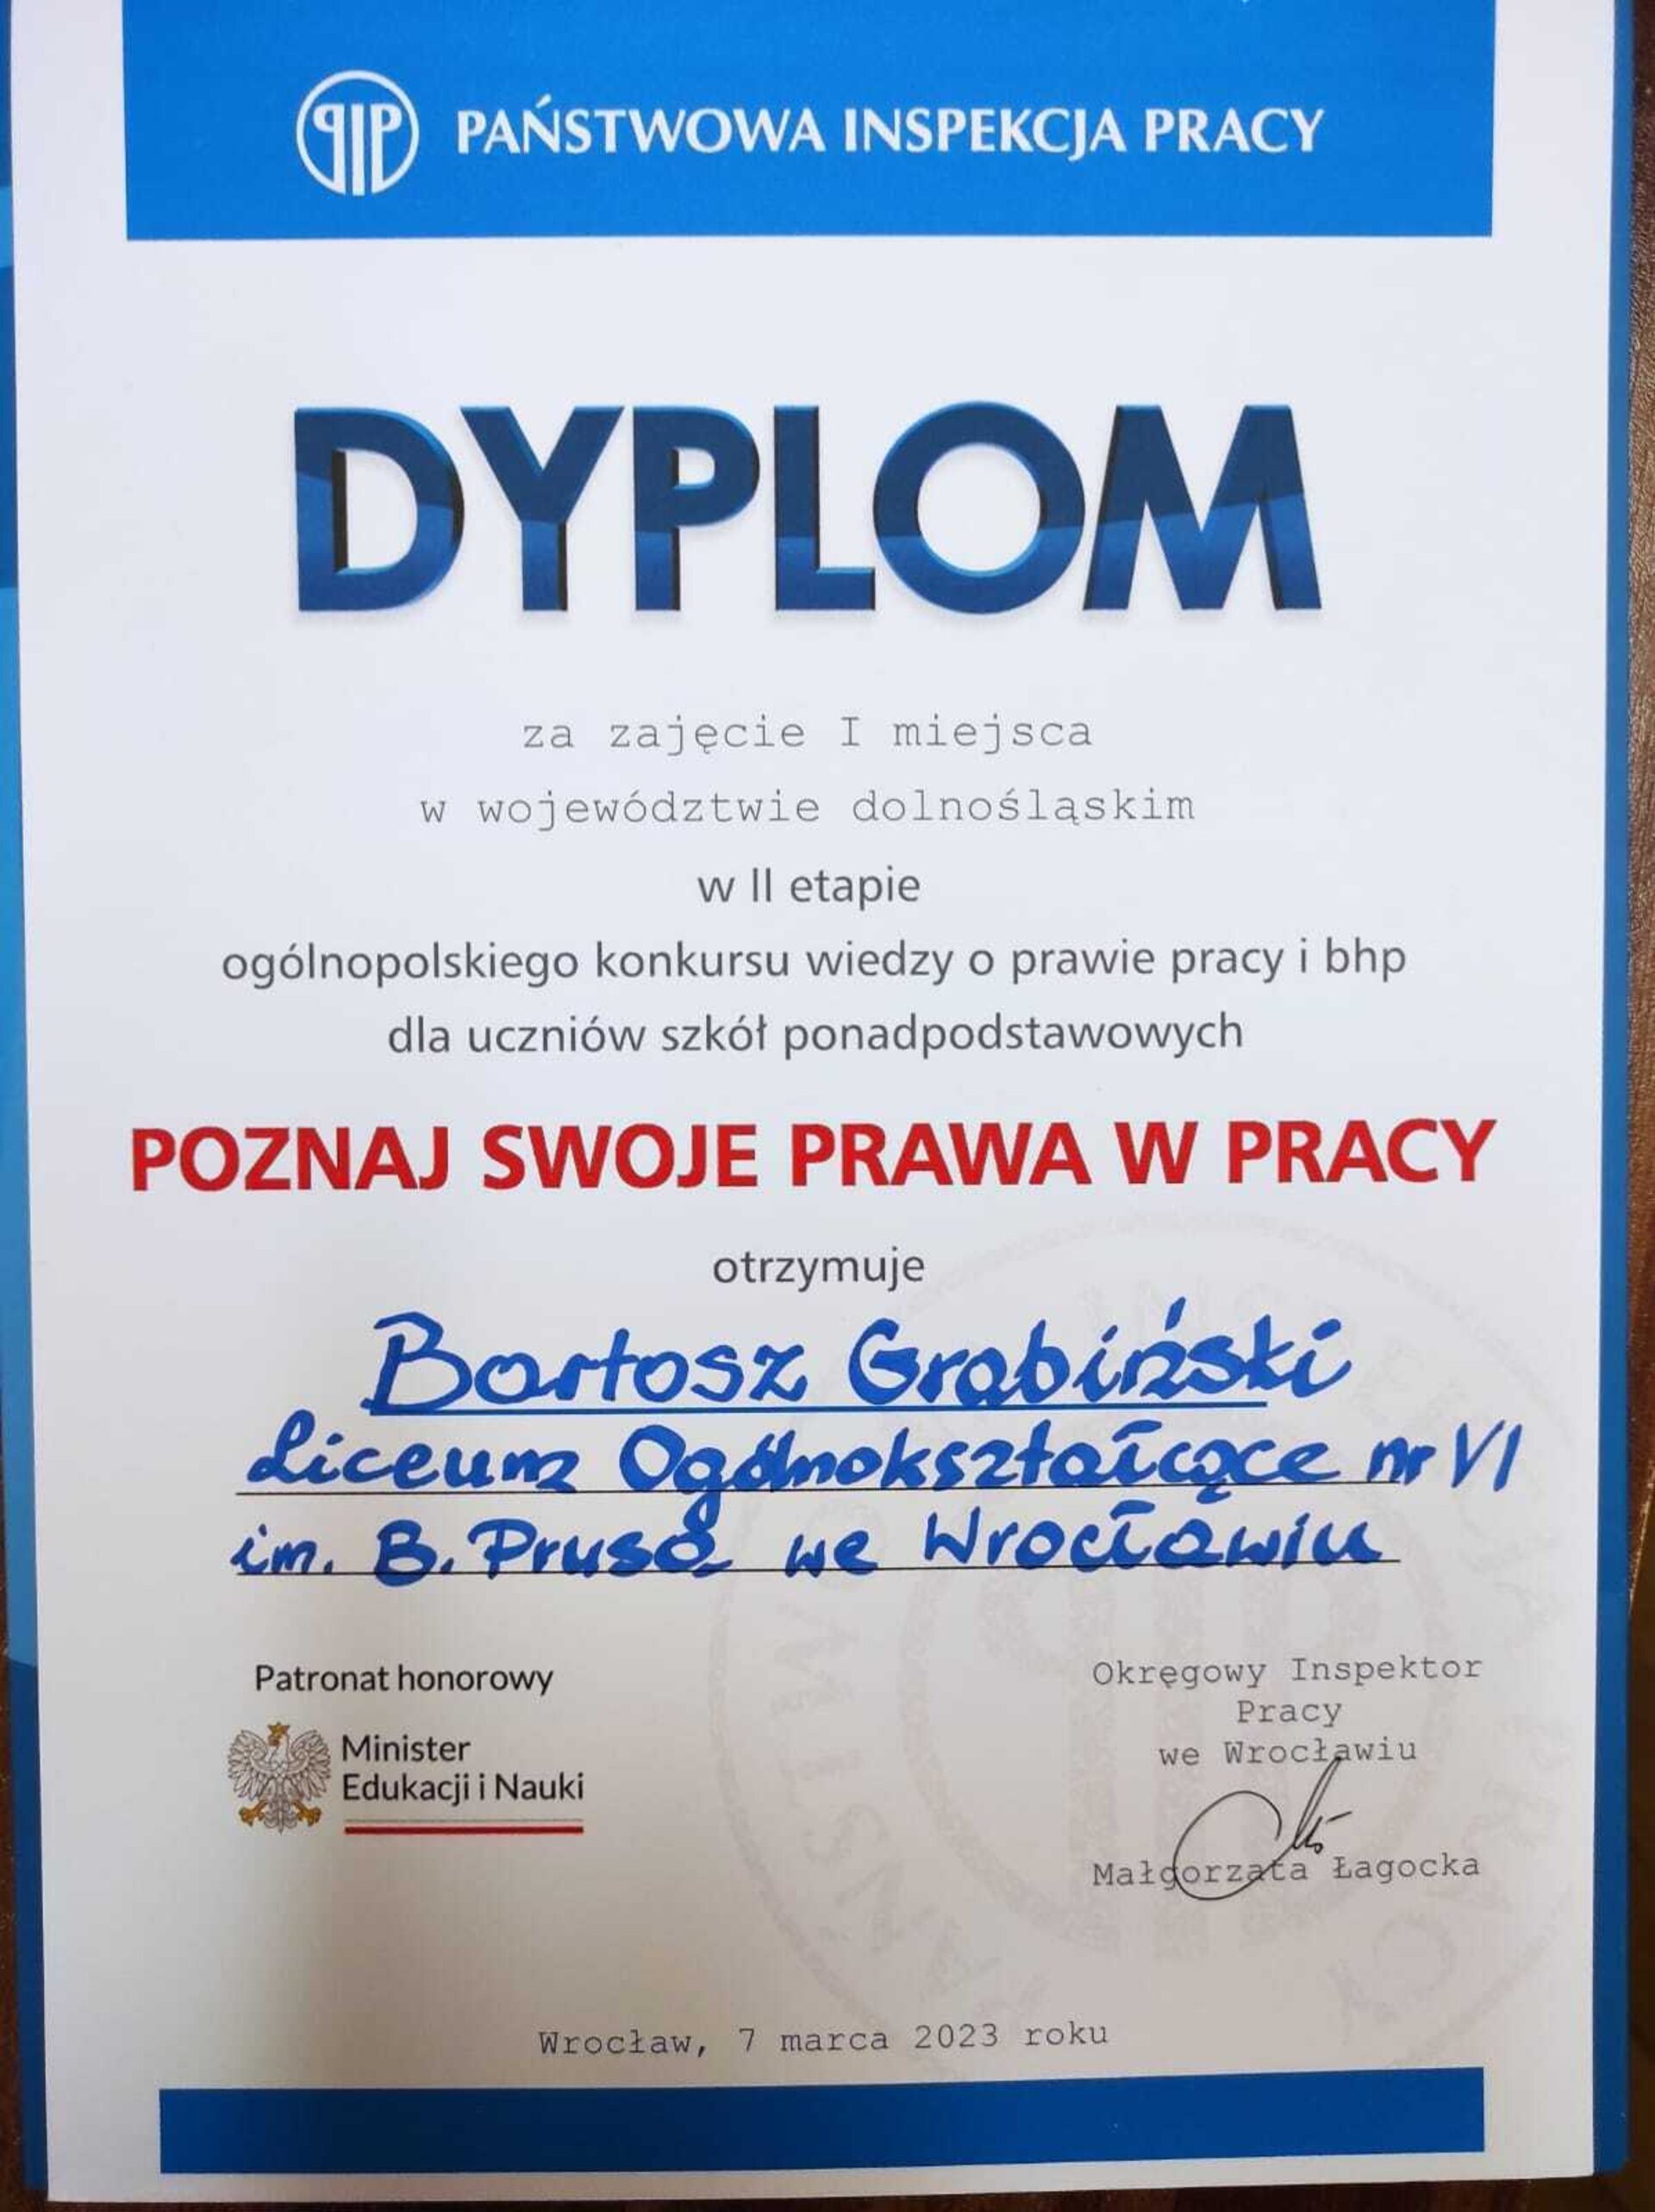 PIP PAŃSTWOWA INSPEKCJA PRACY
DYPLOM
za zajęcie I miejsca
w województwie dolnośląskim
w II etapie
ogólnopolskiego konkursu wiedzy o prawie pracy i bhp
dla uczniów szkół ponadpodstawowych
POZNAJ SWOJE PRAWA W PRACY
otrzymuje
Bartosz Grabiński
Liceum Ogólnokształcące nr VI
im. B. Prusa we Wrocławiu
Patronat honorowy
Minister
Edukacji i Nauki
Okręgowy Inspektor
Pracy
we Wrocławiu
Małgorzata Łagocka
Wrocław, 7 marca 2023 roku